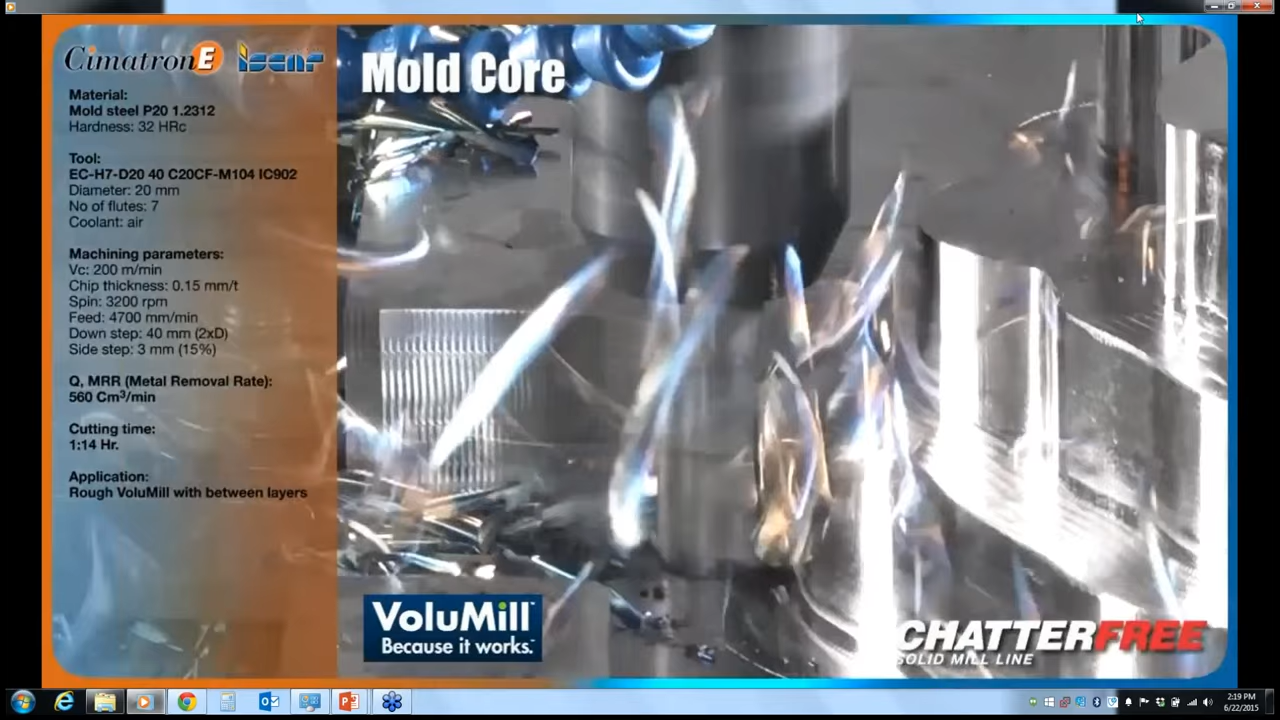 CimatronE iscar
Material:
Mold steel P20 1.2312
Hardness: 32 HRc
Tool:
EC-H7-D20 40 C20CF-M104 IC902
Diameter: 20 mm
No of flutes: 7
Coolant: air
Machining parameters:
Vc: 200 m/min
Chip thickness: 0.15 mm/t
Spin: 3200 rpm
Feed: 4700 mm/min
Down step: 40 mm (2xD)
Side step: 3 mm (15%)
Q, MRR (Metal Removal Rate):
560 Cm³/min
Cutting time:
1:14 Hr.
Application:
Rough VoluMill with between layers
Mold Core
VoluMill™
Because it works.™
CHATTERFREE
SOLID MILL LINE
2:19 PM
6/22/2015